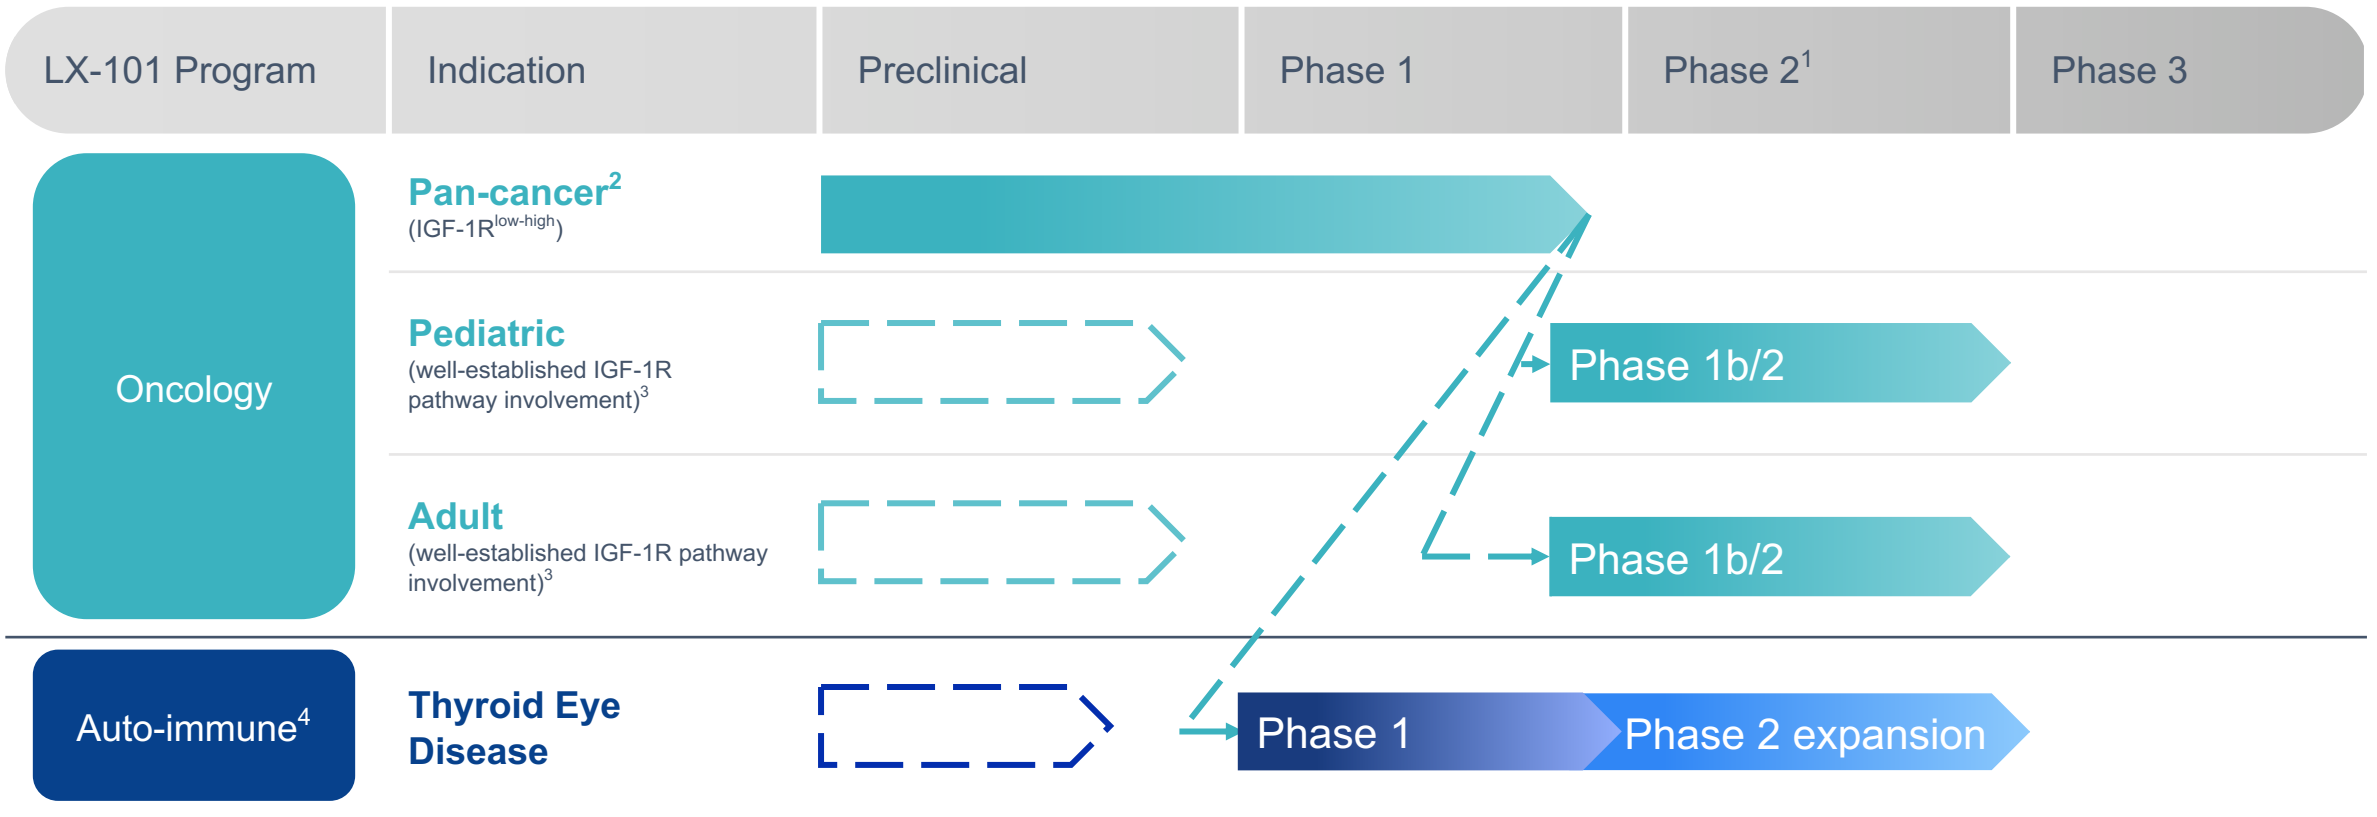 LX-101 Program
Indication
Preclinical
Phase 1
Phase 2¹
Phase 3
Oncology
Pan-cancer²
(IGF-1R^low-high)
Pediatric
(well-established IGF-1R
pathway involvement)³
Phase 1b/2
Adult
(well-established IGF-1R pathway
involvement)³
Phase 1b/2
Auto-immune⁴
Thyroid Eye
Disease
Phase 1
Phase 2 expansion